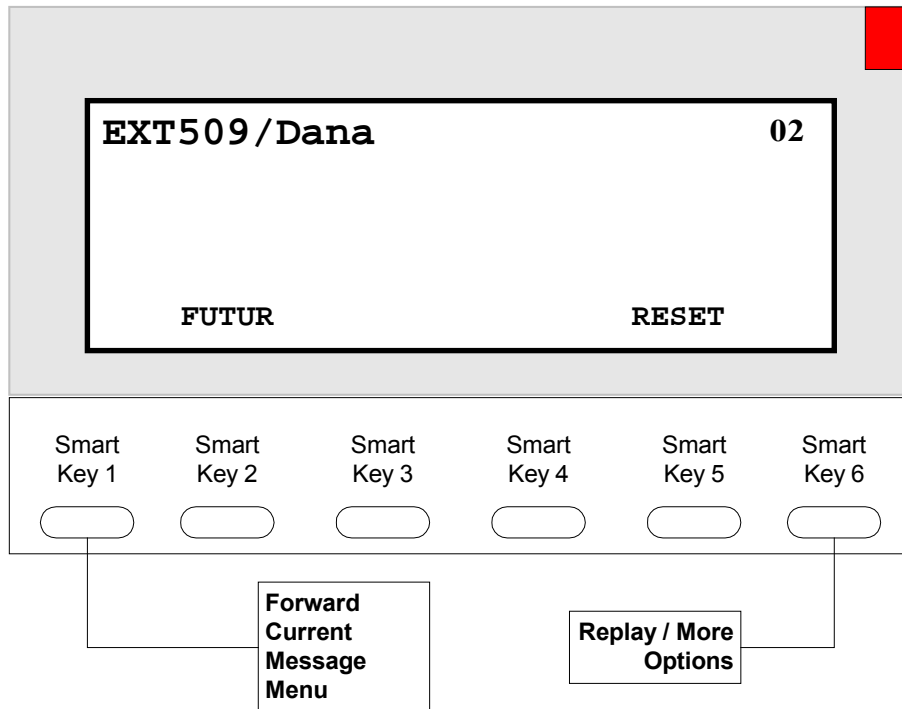 EXT509/Dana 02
FUTUR RESET
Smart Key 1
Smart Key 2
Smart Key 3
Smart Key 4
Smart Key 5
Smart Key 6
Forward
Current
Message
Menu
Replay / More
Options